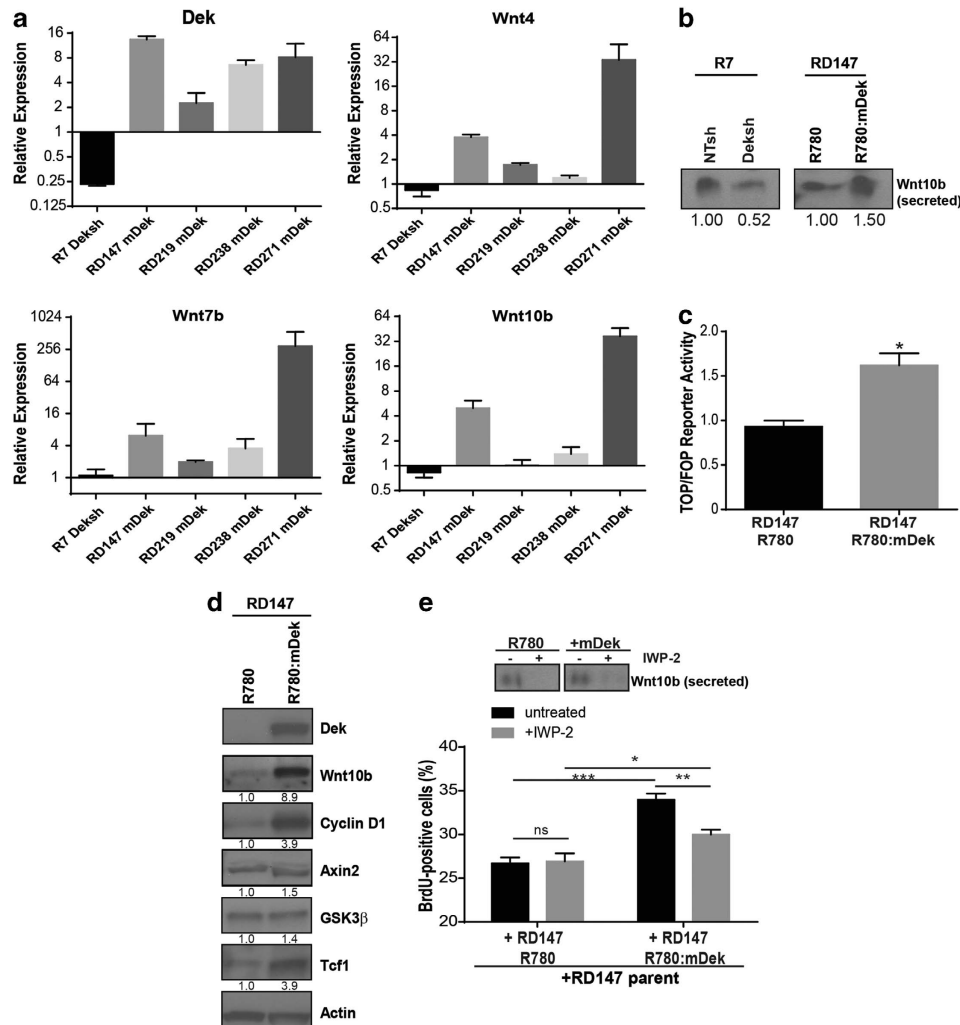 a
Dek
Relative Expression
16
8
4
2
1
0.5
0.25
0.125
R7 Deksh
RD147 mDek
RD219 mDek
RD238 mDek
RD271 mDek
Wnt4
Relative Expression
64
32
16
8
4
2
1
0.5
R7 Deksh
RD147 mDek
RD219 mDek
RD238 mDek
RD271 mDek
Wnt7b
Relative Expression
1024
256
64
16
4
1
R7 Deksh
RD147 mDek
RD219 mDek
RD238 mDek
RD271 mDek
Wnt10b
Relative Expression
64
32
16
8
4
2
1
0.5
R7 Deksh
RD147 mDek
RD219 mDek
RD238 mDek
RD271 mDek
b
R7 RD147
NTsh
Deksh
R780
R780:mDek
Wnt10b
(secreted)
1.00 0.52 1.00 1.50
c
TOP/FOP Reporter Activity
2.0
1.5
1.0
0.5
0
*
RD147 RD147
R780 R780:mDek
d
RD147
R780
R780:mDek
Dek
Wnt10b
1.0 8.9
Cyclin D1
1.0 3.9
Axin2
1.0 1.5
GSK3β
1.0 1.4
Tcf1
1.0 3.9
Actin
e
R780 +mDek
- + - + IWP-2
Wnt10b (secreted)
untreated
+IWP-2
BrdU-positive cells (%)
40
35
30
25
20
ns
***
*
**
+ RD147 + RD147
R780 R780:mDek
+RD147 parent